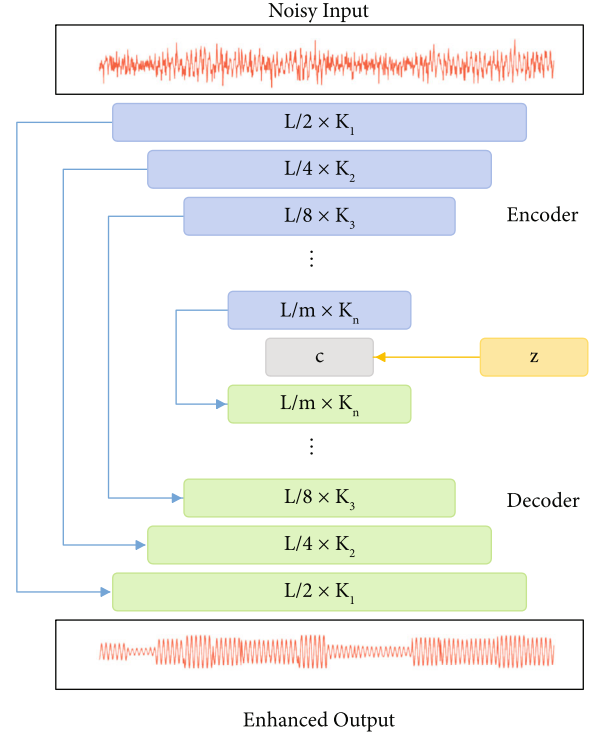 Noisy Input
L/2 × K₁
L/4 × K₂
L/8 × K₃
Encoder
⋮
L/m × Kₙ
c
z
L/m × Kₙ
⋮
L/8 × K₃
Decoder
L/4 × K₂
L/2 × K₁
Enhanced Output